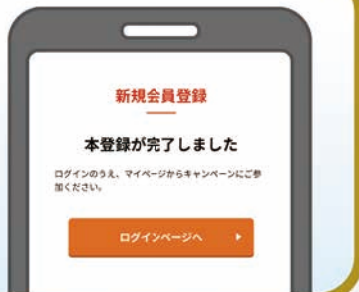 新規会員登録
本登録が完了しました
ログインのうえ、マイページからキャンペーンにご参
加ください。
ログインページへ